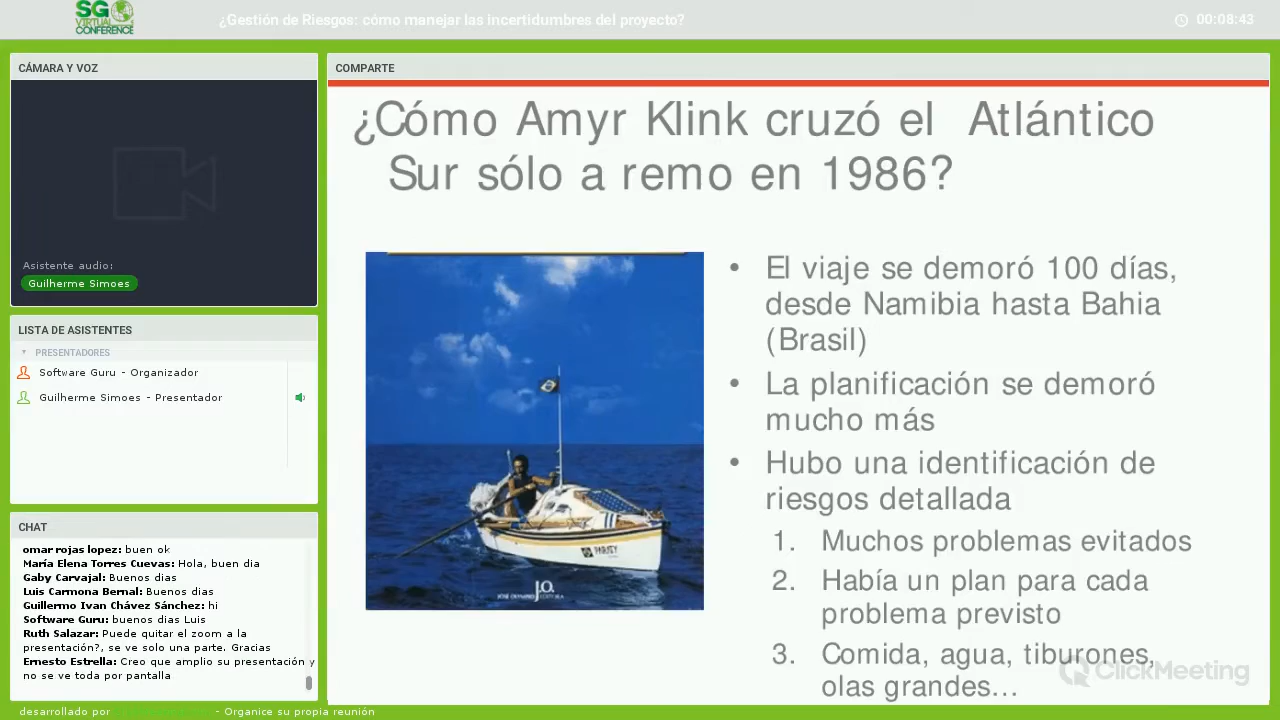 SG
VIRTUAL
CONFERENCE
¿Gestión de Riesgos: cómo manejar las incertidumbres del proyecto?
00:08:43
CÁMARA Y VOZ
Asistente audio:
Guilherme Simoes
LISTA DE ASISTENTES
PRESENTADORES
Software Guru - Organizador
Guilherme Simoes - Presentador
CHAT
omar rojas lopez: buen ok
María Elena Torres Cuevas: Hola, buen dia
Gaby Carvajal: Buenos dias
Luis Carmona Bernal: Buenos dias
Guillermo Ivan Chávez Sánchez: hi
Software Guru: buenos dias Luis
Ruth Salazar: Puede quitar el zoom a la
presentación?, se ve solo una parte. Gracias
Ernesto Estrella: Creo que amplio su presentación y
no se ve toda por pantalla
desarrollado por
- Organice su propia reunión
COMPARTE
¿Cómo Amyr Klink cruzó el Atlántico
Sur sólo a remo en 1986?
PARATY
J.O.
JOSÉ OLYMPIO EDITORA
• El viaje se demoró 100 días,
desde Namibia hasta Bahia
(Brasil)
• La planificación se demoró
mucho más
• Hubo una identificación de
riesgos detallada
1. Muchos problemas evitados
2. Había un plan para cada
problema previsto
3. Comida, agua, tiburones,
olas grandes...
ClickMeeting